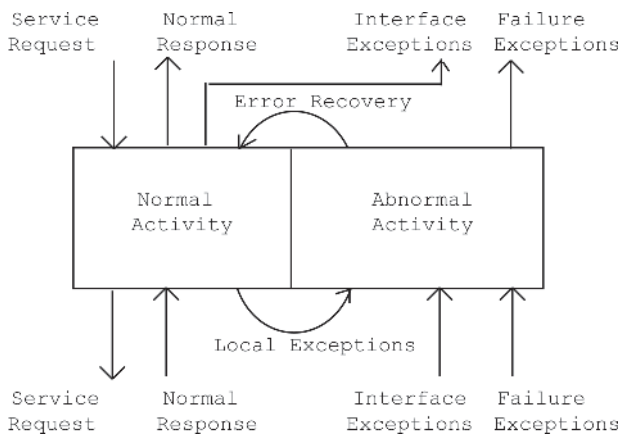 Service Normal Interface Failure
Request Response Exceptions Exceptions
Error Recovery
Normal Abnormal
Activity Activity
Local Exceptions
Service Normal Interface Failure
Request Response Exceptions Exceptions